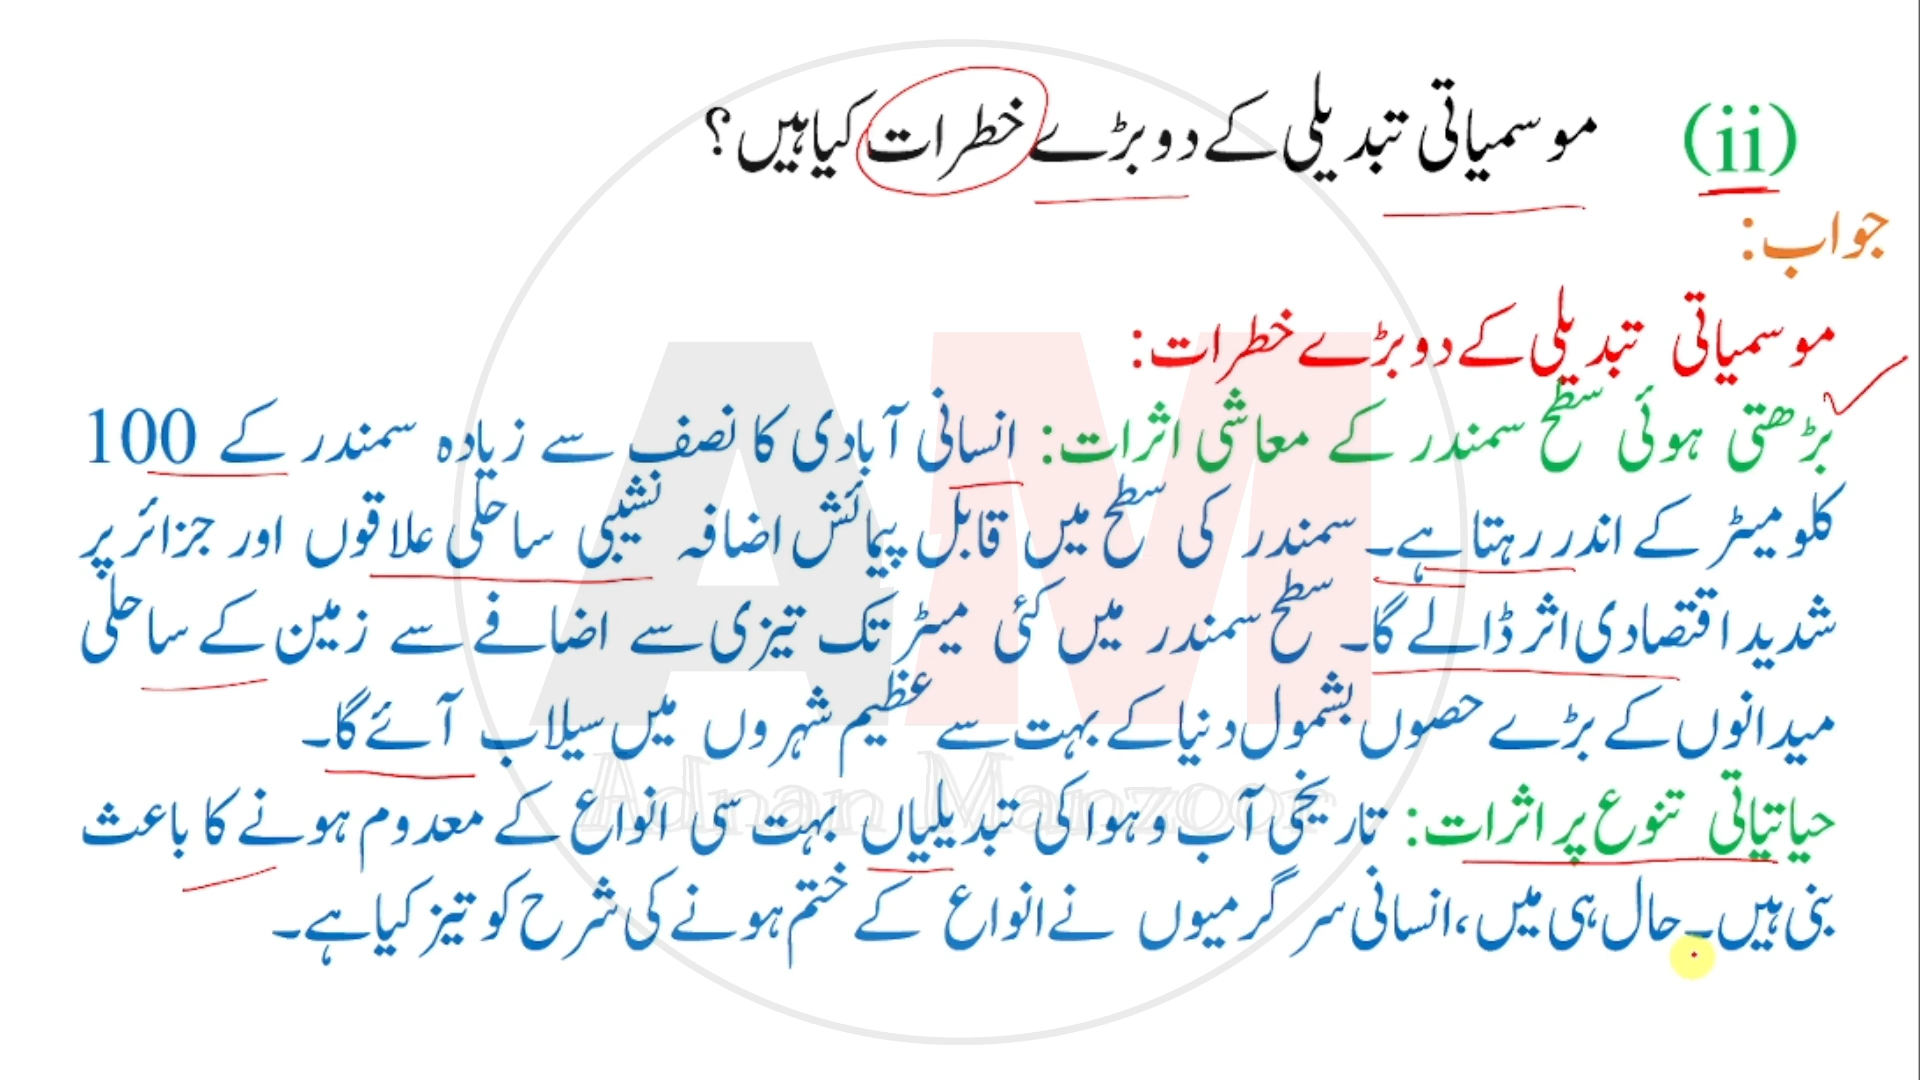 (ii) موسمیاتی تبدیلی کے دو بڑے خطرات کیا ہیں؟
جواب:
موسمیاتی تبدیلی کے دو بڑے خطرات:
بڑھتی ہوئی سطح سمندر کے معاشی اثرات: انسانی آبادی کا نصف سے زیادہ سمندر کے 100
کلو میٹر کے اندر رہتا ہے۔ سمندر کی سطح میں قابل پیمائش اضافہ نشیبی ساحلی علاقوں اور جزائر پر
شدید اقتصادی اثر ڈالے گا۔ سطح سمندر میں کئی میٹر تک تیزی سے اضافے سے زمین کے ساحلی
میدانوں کے بڑے حصوں بشمول دنیا کے بہت سے عظیم شہروں میں سیلاب آئے گا۔
حیاتیاتی تنوع پر اثرات: تاریخی آب و ہوا کی تبدیلیاں بہت سی انواع کے معدوم ہونے کا باعث
بنی ہیں۔ حال ہی میں، انسانی سرگرمیوں نے انواع کے ختم ہونے کی شرح کو تیز کیا ہے۔
AM
Adnan Manzoor